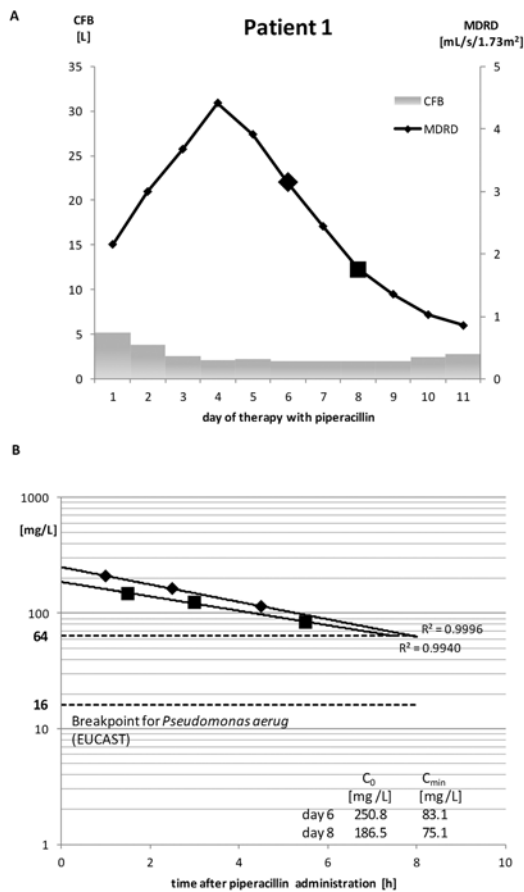 A
CFB
[L]
Patient 1
MDRD
[mL/s/1.73m²]
35
30
25
20
15
10
5
0
5
4
3
2
1
0
CFB
MDRD
1 2 3 4 5 6 7 8 9 10 11
day of therapy with piperacillin
B
1000
[mg/L]
100
64
16
10
1
R² = 0.9996
R² = 0.9940
Breakpoint for Pseudomonas aerug
(EUCAST)
C₀ Cmin
[mg /L] [mg /L]
day 6 250.8 83.1
day 8 186.5 75.1
0 2 4 6 8
time after piperacillin administration [h]